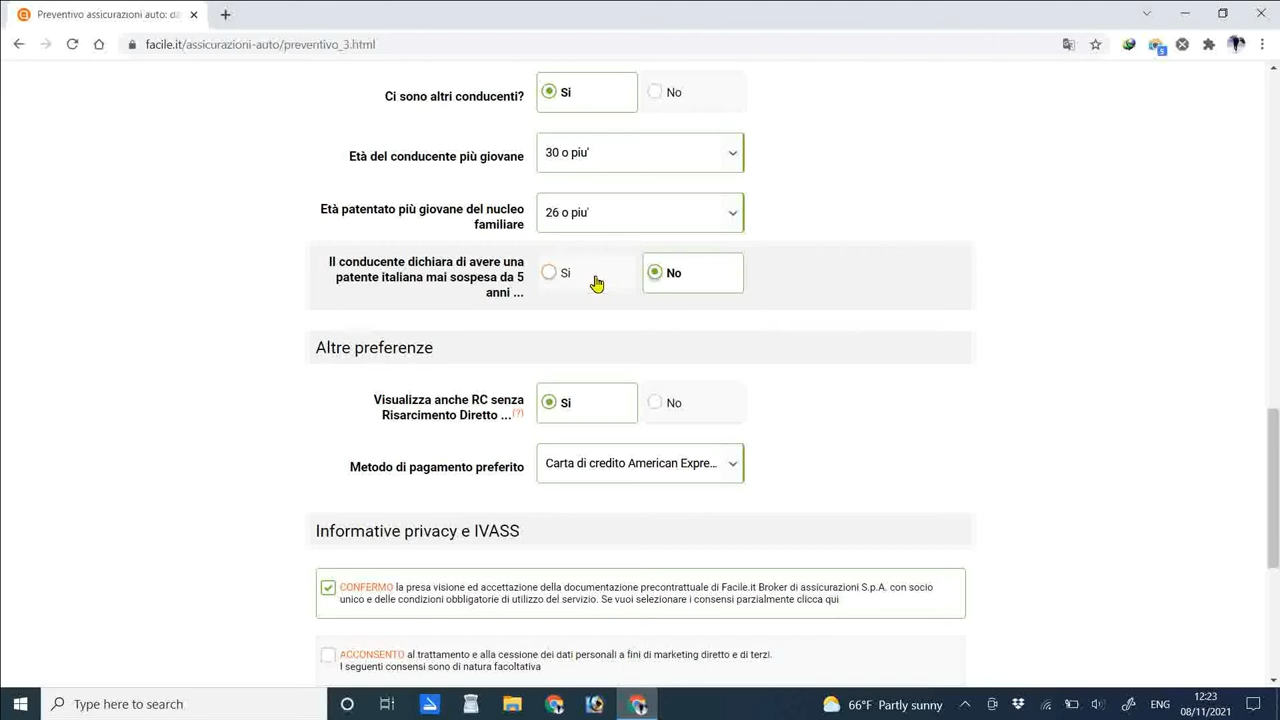 Preventivo assicurazioni auto: da
facile.it/assicurazioni-auto/preventivo_3.html
Ci sono altri conducenti?
Si
No
Età del conducente più giovane
30 o piu'
Età patentato più giovane del nucleo
familiare
26 o piu'
Il conducente dichiara di avere una
patente italiana mai sospesa da 5
anni ...
Si
No
Altre preferenze
Visualizza anche RC senza
Risarcimento Diretto ...(?)
Si
No
Metodo di pagamento preferito
Carta di credito American Expre...
Informative privacy e IVASS
CONFERMO la presa visione ed accettazione della documentazione precontrattuale di Facile.it Broker di assicurazioni S.p.A. con socio
unico e delle condizioni obbligatorie di utilizzo del servizio. Se vuoi selezionare i consensi parzialmente clicca qui
ACCONSENTO al trattamento e alla cessione dei dati personali a fini di marketing diretto e di terzi.
I seguenti consensi sono di natura facoltativa
Type here to search
66°F Partly sunny
ENG
12:23
08/11/2021